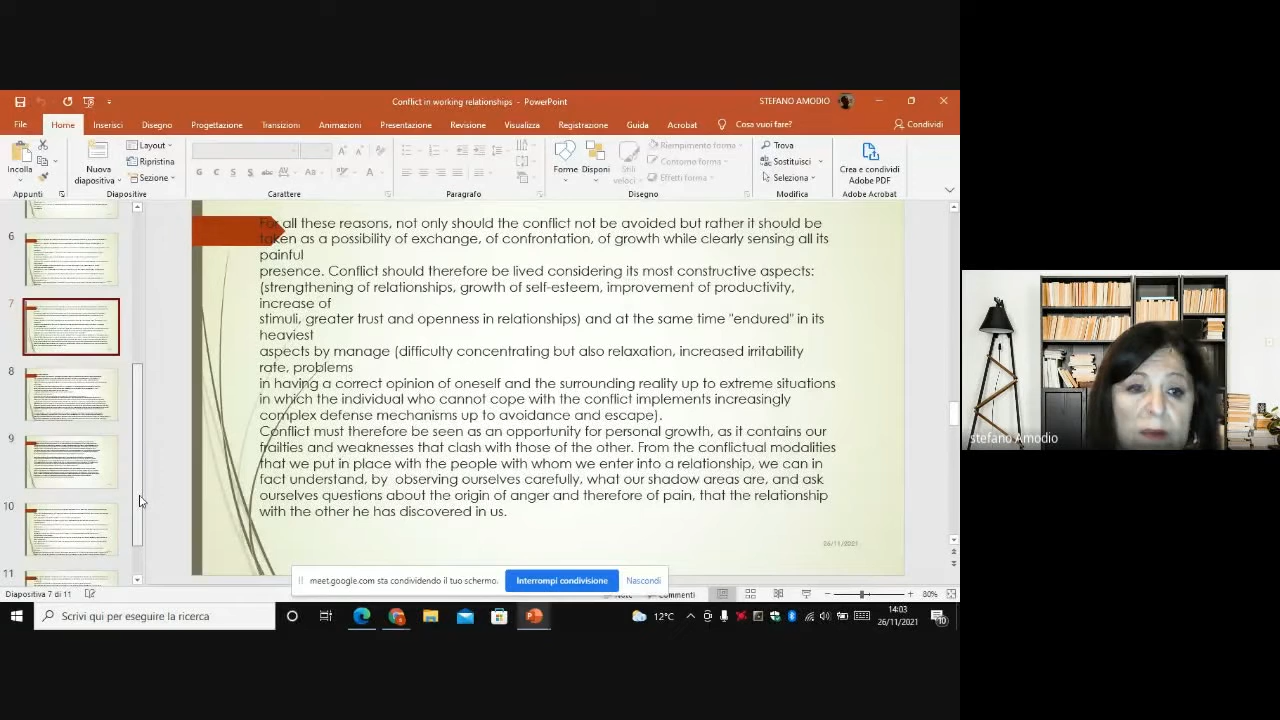 Conflict in working relationships - PowerPoint
STEFANO AMODIO
File Home Inserisci Disegno Progettazione Transizioni Animazioni Presentazione Revisione Visualizza Registrazione Guida Acrobat Cosa vuoi fare? Condividi
Incolla
Nuova
diapositiva
Layout
Ripristina
Sezione
Forme
Disponi
Stili
veloci
Riempimento forma
Contorno forma
Effetti forma
Trova
Sostituisci
Seleziona
Crea e condividi
Adobe PDF
Appunti
Diapositive
Carattere
Paragrafo
Disegno
Modifica
Adobe Acrobat
6
7
8
9
10
11
For all these reasons, not only should the conflict not be avoided but rather it should be
taken as a possibility of exchange, of confrontation, of growth while clearly sensing all its
painful
presence. Conflict should therefore be lived considering its most constructive aspects:
(strengthening of relationships, growth of self-esteem, improvement of productivity,
increase of
stimuli, greater trust and openness in relationships) and at the same time "endured" in its
heaviest
aspects by manage (difficulty concentrating but also relaxation, increased irritability
rate, problems
in having a correct opinion of oneself and the surrounding reality up to extreme situations
in which the individual who cannot cope with the conflict implements increasingly
complex defense mechanisms up to avoidance and escape).
Conflict must therefore be seen as an opportunity for personal growth, as it contains our
frailties and weaknesses that clash with those of the other. From the conflictual modalities
that we put in place with the people with whom we enter into a relationship, we can in
fact understand, by observing ourselves carefully, what our shadow areas are, and ask
ourselves questions about the origin of anger and therefore of pain, that the relationship
with the other he has discovered in us.
26/11/2021
meet.google.com sta condividendo il tuo schermo.
Interrompi condivisione
Nascondi
Diapositiva 7 di 11
Note
Commenti
80%
Scrivi qui per eseguire la ricerca
12°C
14:03
26/11/2021
10
stefano Amodio